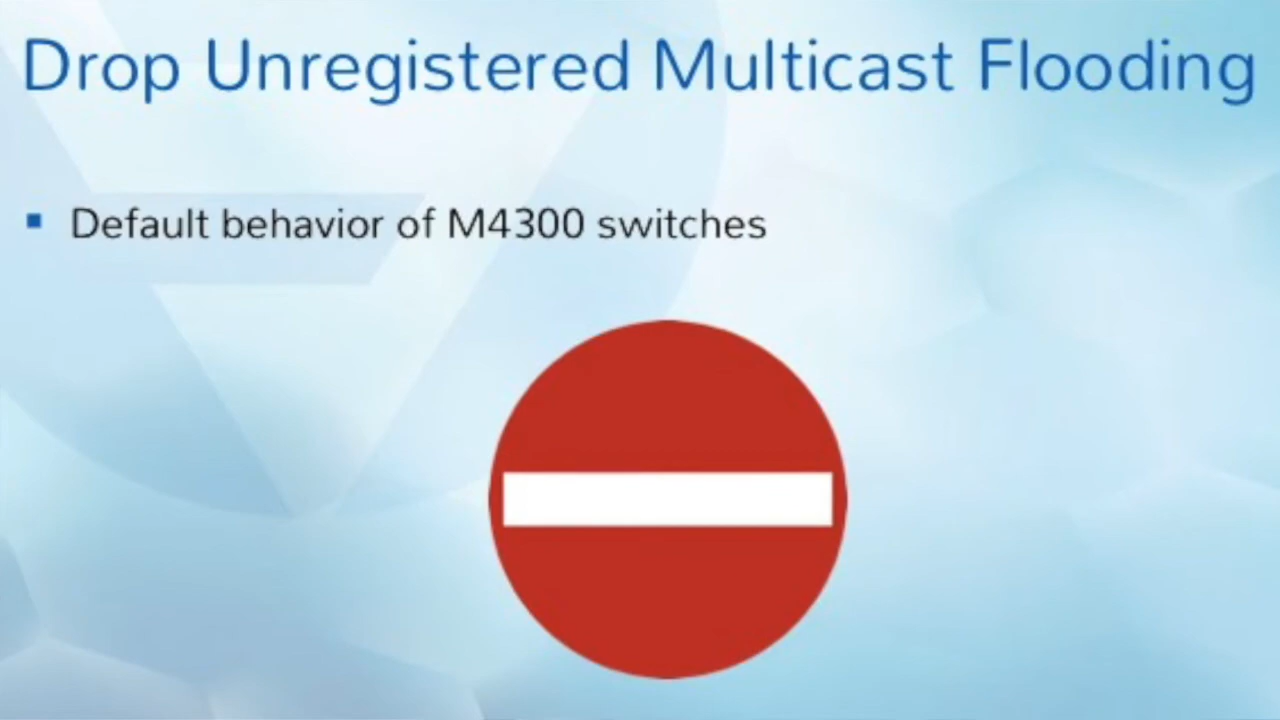 Drop Unregistered Multicast Flooding
▪ Default behavior of M4300 switches